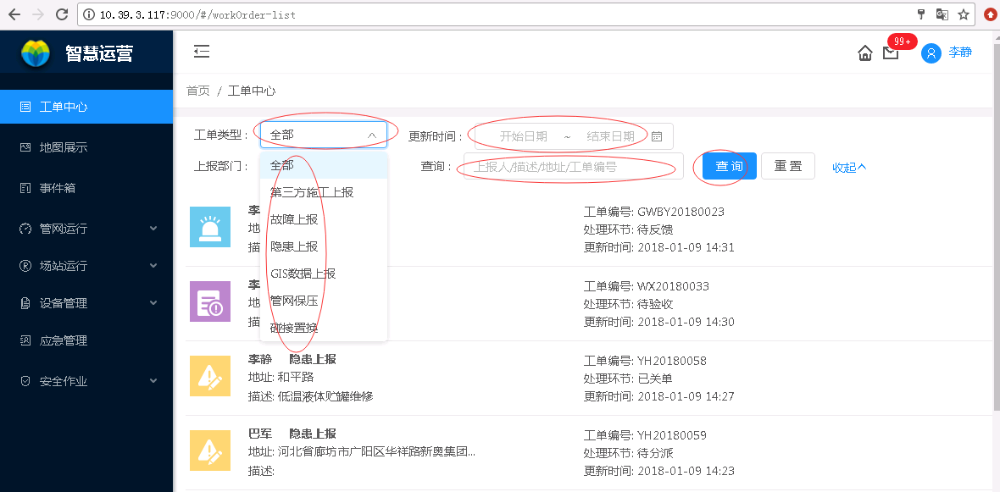 10.39.3.117:9000/#/workOrder-list
智慧运营
99+
李静
首页 / 工单中心
工单中心
地图展示
事件箱
管网运行
场站运行
设备管理
应急管理
安全作业
工单类型: 全部 更新时间: 开始日期 ~ 结束日期
上报部门: 查询: 上报人/描述/地址/工单编号 查询 重置 收起
全部
第三方施工上报
故障上报
隐患上报
GIS数据上报
管网保压
碰接置换
李
地
描
工单编号: GWBY20180023
处理环节: 待反馈
更新时间: 2018-01-09 14:31
李
地
描
工单编号: WX20180033
处理环节: 待验收
更新时间: 2018-01-09 14:30
李静 隐患上报
地址: 和平路
描述: 低温液体贮罐维修
工单编号: YH20180058
处理环节: 已关单
更新时间: 2018-01-09 14:27
巴军 隐患上报
地址: 河北省廊坊市广阳区华祥路新奥集团...
描述:
工单编号: YH20180059
处理环节: 待分派
更新时间: 2018-01-09 14:23